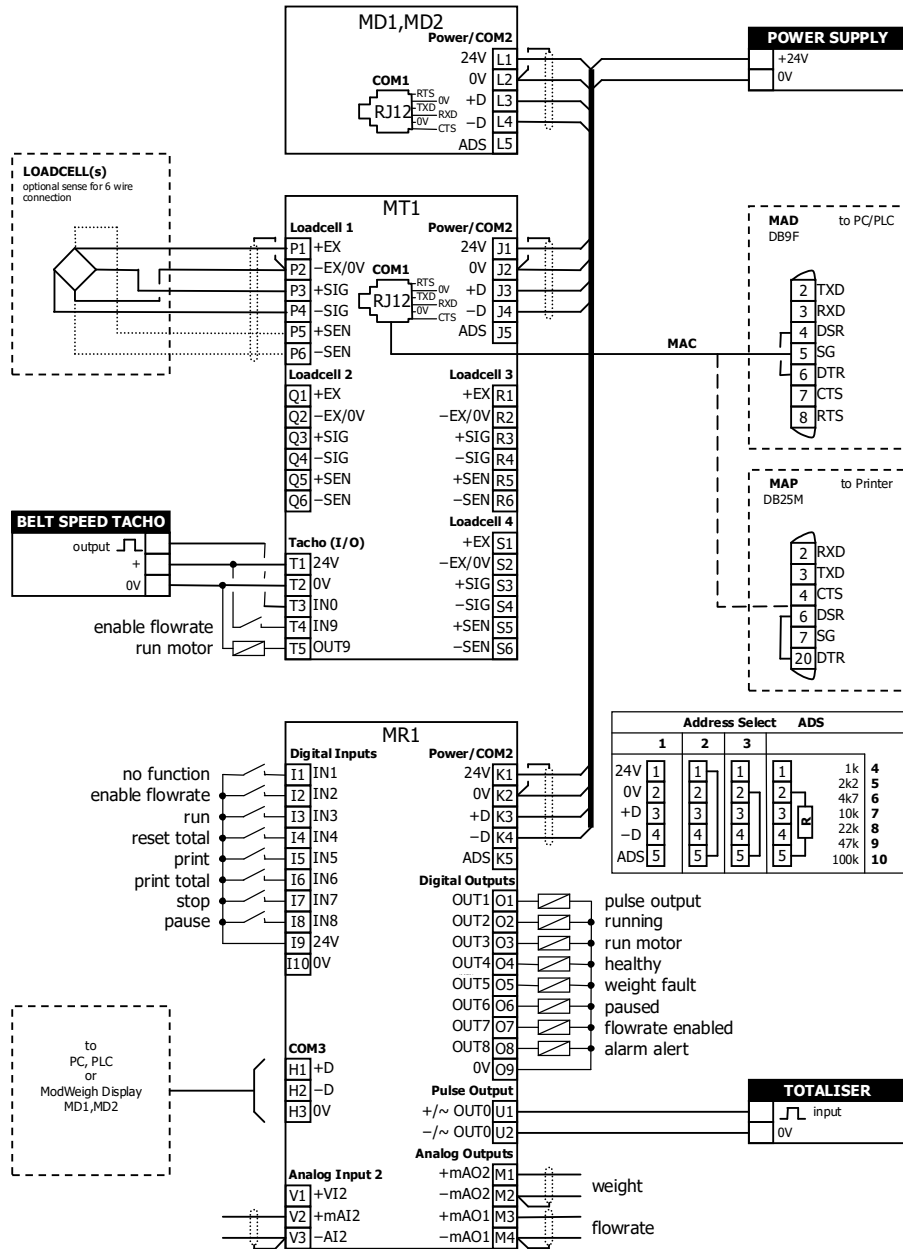 MD1,MD2
Power/COM2
24V L1
0V L2
+D L3
−D L4
ADS L5
COM1
RJ12
RTS
0V
TXD
RXD
0V
CTS
POWER SUPPLY
+24V
0V
LOADCELL(s)
optional sense for 6 wire
connection
MT1
Loadcell 1
P1 +EX
P2 −EX/0V
P3 +SIG
P4 −SIG
P5 +SEN
P6 −SEN
COM1
RJ12
RTS
0V
TXD
RXD
0V
CTS
Power/COM2
24V J1
0V J2
+D J3
−D J4
ADS J5
Loadcell 2
Q1 +EX
Q2 −EX/0V
Q3 +SIG
Q4 −SIG
Q5 +SEN
Q6 −SEN
Loadcell 3
+EX R1
−EX/0V R2
+SIG R3
−SIG R4
+SEN R5
−SEN R6
Loadcell 4
+EX S1
−EX/0V S2
+SIG S3
−SIG S4
+SEN S5
−SEN S6
MAC
MAD to PC/PLC
DB9F
2 TXD
3 RXD
4 DSR
5 SG
6 DTR
7 CTS
8 RTS
MAP to Printer
DB25M
2 RXD
3 TXD
4 CTS
6 DSR
7 SG
20 DTR
BELT SPEED TACHO
output
+
0V
Tacho (I/O)
T1 24V
T2 0V
T3 IN0
T4 IN9
T5 OUT9
enable flowrate
run motor
MR1
Digital Inputs
no function I1 IN1
enable flowrate I2 IN2
run I3 IN3
reset total I4 IN4
print I5 IN5
print total I6 IN6
stop I7 IN7
pause I8 IN8
I9 24V
I10 0V
Power/COM2
24V K1
0V K2
+D K3
−D K4
ADS K5
Address Select ADS
1 2 3
24V 1 1 1 1 1k 4
0V 2 2 2 2 2k2 5
+D 3 3 3 3 4k7 6
−D 4 4 4 4 10k 7
ADS 5 5 5 5 22k 8
R 47k 9
100k 10
Digital Outputs
OUT1 O1 pulse output
OUT2 O2 running
OUT3 O3 run motor
OUT4 O4 healthy
OUT5 O5 weight fault
OUT6 O6 paused
OUT7 O7 flowrate enabled
OUT8 O8 alarm alert
0V O9
to
PC, PLC
or
ModWeigh Display
MD1,MD2
COM3
H1 +D
H2 −D
H3 0V
Pulse Output
+/~ OUT0 U1
−/~ OUT0 U2
TOTALISER
input
0V
Analog Outputs
+mAO2 M1
−mAO2 M2
+mAO1 M3
−mAO1 M4
weight
flowrate
Analog Input 2
V1 +VI2
V2 +mAI2
V3 −AI2